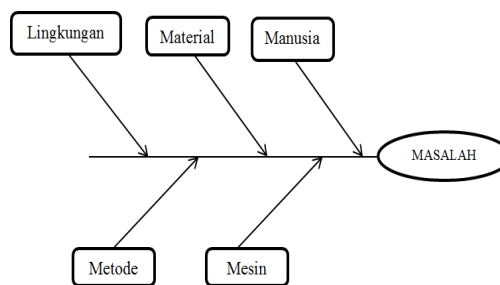 Lingkungan
Material
Manusia
MASALAH
Metode
Mesin